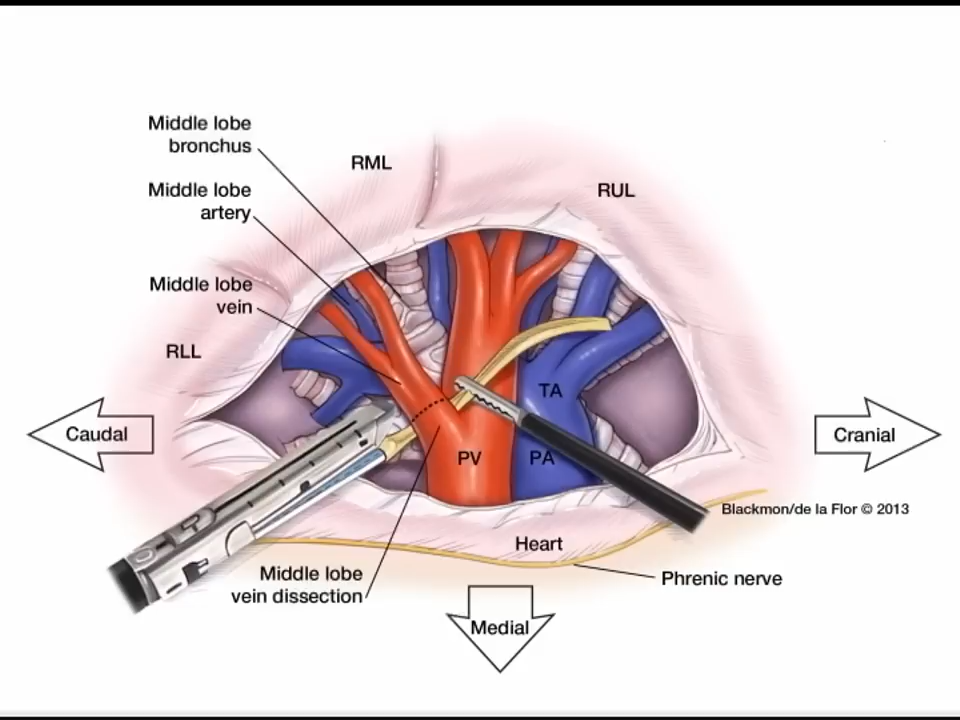 Middle lobe
bronchus
RML
RUL
Middle lobe
artery
Middle lobe
vein
RLL
TA
Caudal
Cranial
PV
PA
Blackmon/de la Flor © 2013
Heart
Middle lobe
vein dissection
Phrenic nerve
Medial